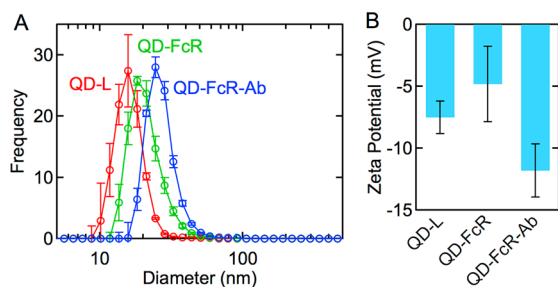 A
Frequency
30
20
10
0
QD-L
QD-FcR
QD-FcR-Ab
10
100
Diameter (nm)
B
Zeta Potential (mV)
0
-5
-10
-15
QD-L
QD-FcR
QD-FcR-Ab